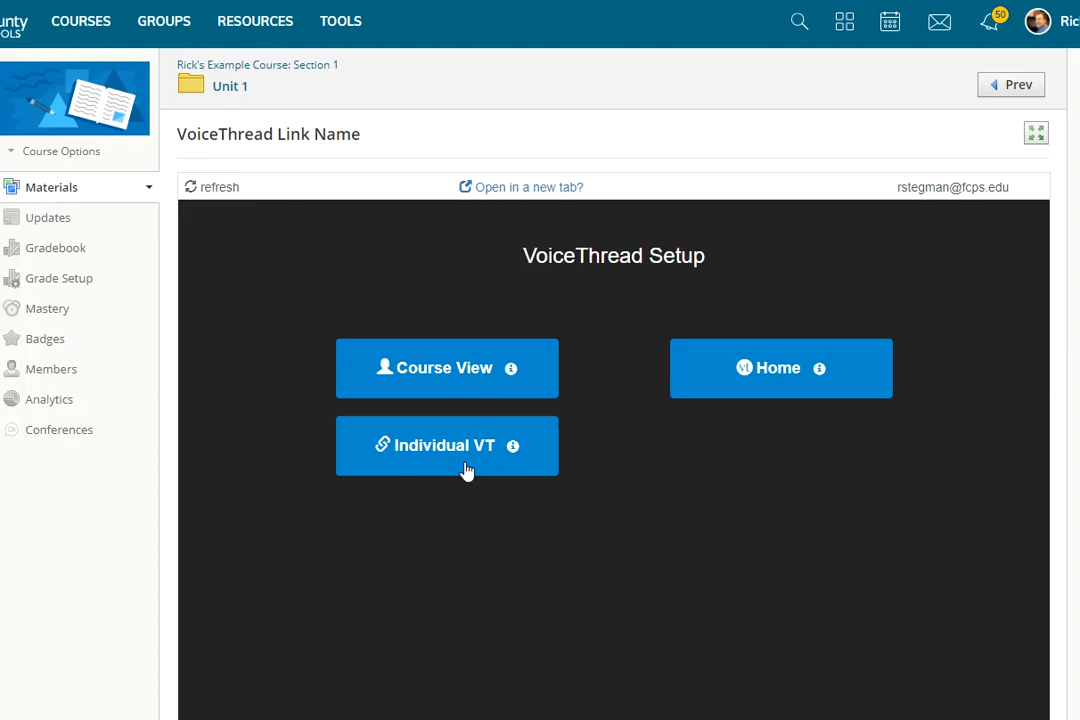 ounty
OLS
COURSES
GROUPS
RESOURCES
TOOLS
50
Ric
Rick's Example Course: Section 1
Unit 1
Prev
Course Options
VoiceThread Link Name
Materials
refresh
Open in a new tab?
rstegman@fcps.edu
Updates
Gradebook
Grade Setup
Mastery
Badges
Members
Analytics
Conferences
VoiceThread Setup
Course View
Home
Individual VT